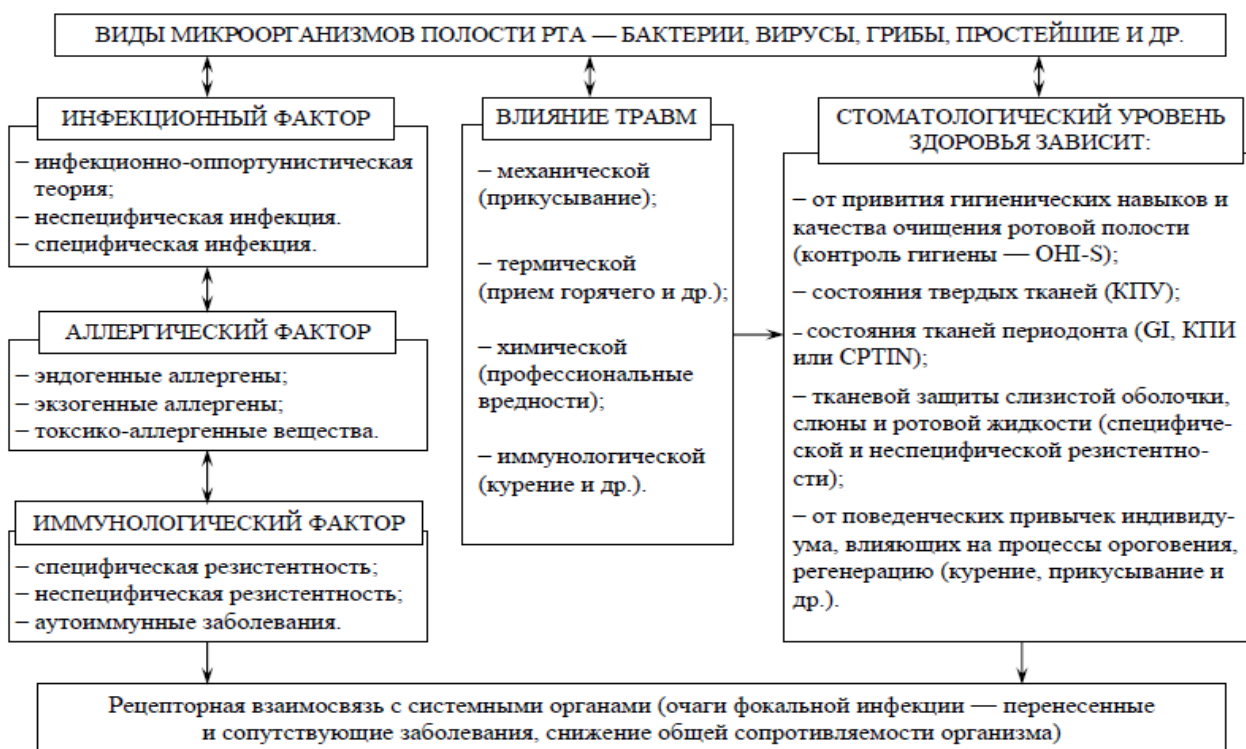 ВИДЫ МИКРООРГАНИЗМОВ ПОЛОСТИ РТА — БАКТЕРИИ, ВИРУСЫ, ГРИБЫ, ПРОСТЕЙШИЕ И ДР.
ИНФЕКЦИОННЫЙ ФАКТОР
– инфекционно-оппортунистическая
теория;
– неспецифическая инфекция.
– специфическая инфекция.
АЛЛЕРГИЧЕСКИЙ ФАКТОР
– эндогенные аллергены;
– экзогенные аллергены;
– токсико-аллергенные вещества.
ИММУНОЛОГИЧЕСКИЙ ФАКТОР
– специфическая резистентность;
– неспецифическая резистентность;
– аутоиммунные заболевания.
ВЛИЯНИЕ ТРАВМ
– механической
(прикусывание);
– термической
(прием горячего и др.);
– химической
(профессиональные
вредности);
– иммунологической
(курение и др.).
СТОМАТОЛОГИЧЕСКИЙ УРОВЕНЬ
ЗДОРОВЬЯ ЗАВИСИТ:
– от привития гигиенических навыков и
качества очищения ротовой полости
(контроль гигиены — OHI-S);
– состояния твердых тканей (КПУ);
- состояния тканей периодонта (GI, КПИ
или CPTIN);
– тканевой защиты слизистой оболочки,
слюны и ротовой жидкости (специфиче-
ской и неспецифической резистентно-
сти);
– от поведенческих привычек индивиду-
ума, влияющих на процессы ороговения,
регенерацию (курение, прикусывание и
др.).
Рецепторная взаимосвязь с системными органами (очаги фокальной инфекции — перенесенные
и сопутствующие заболевания, снижение общей сопротивляемости организма)